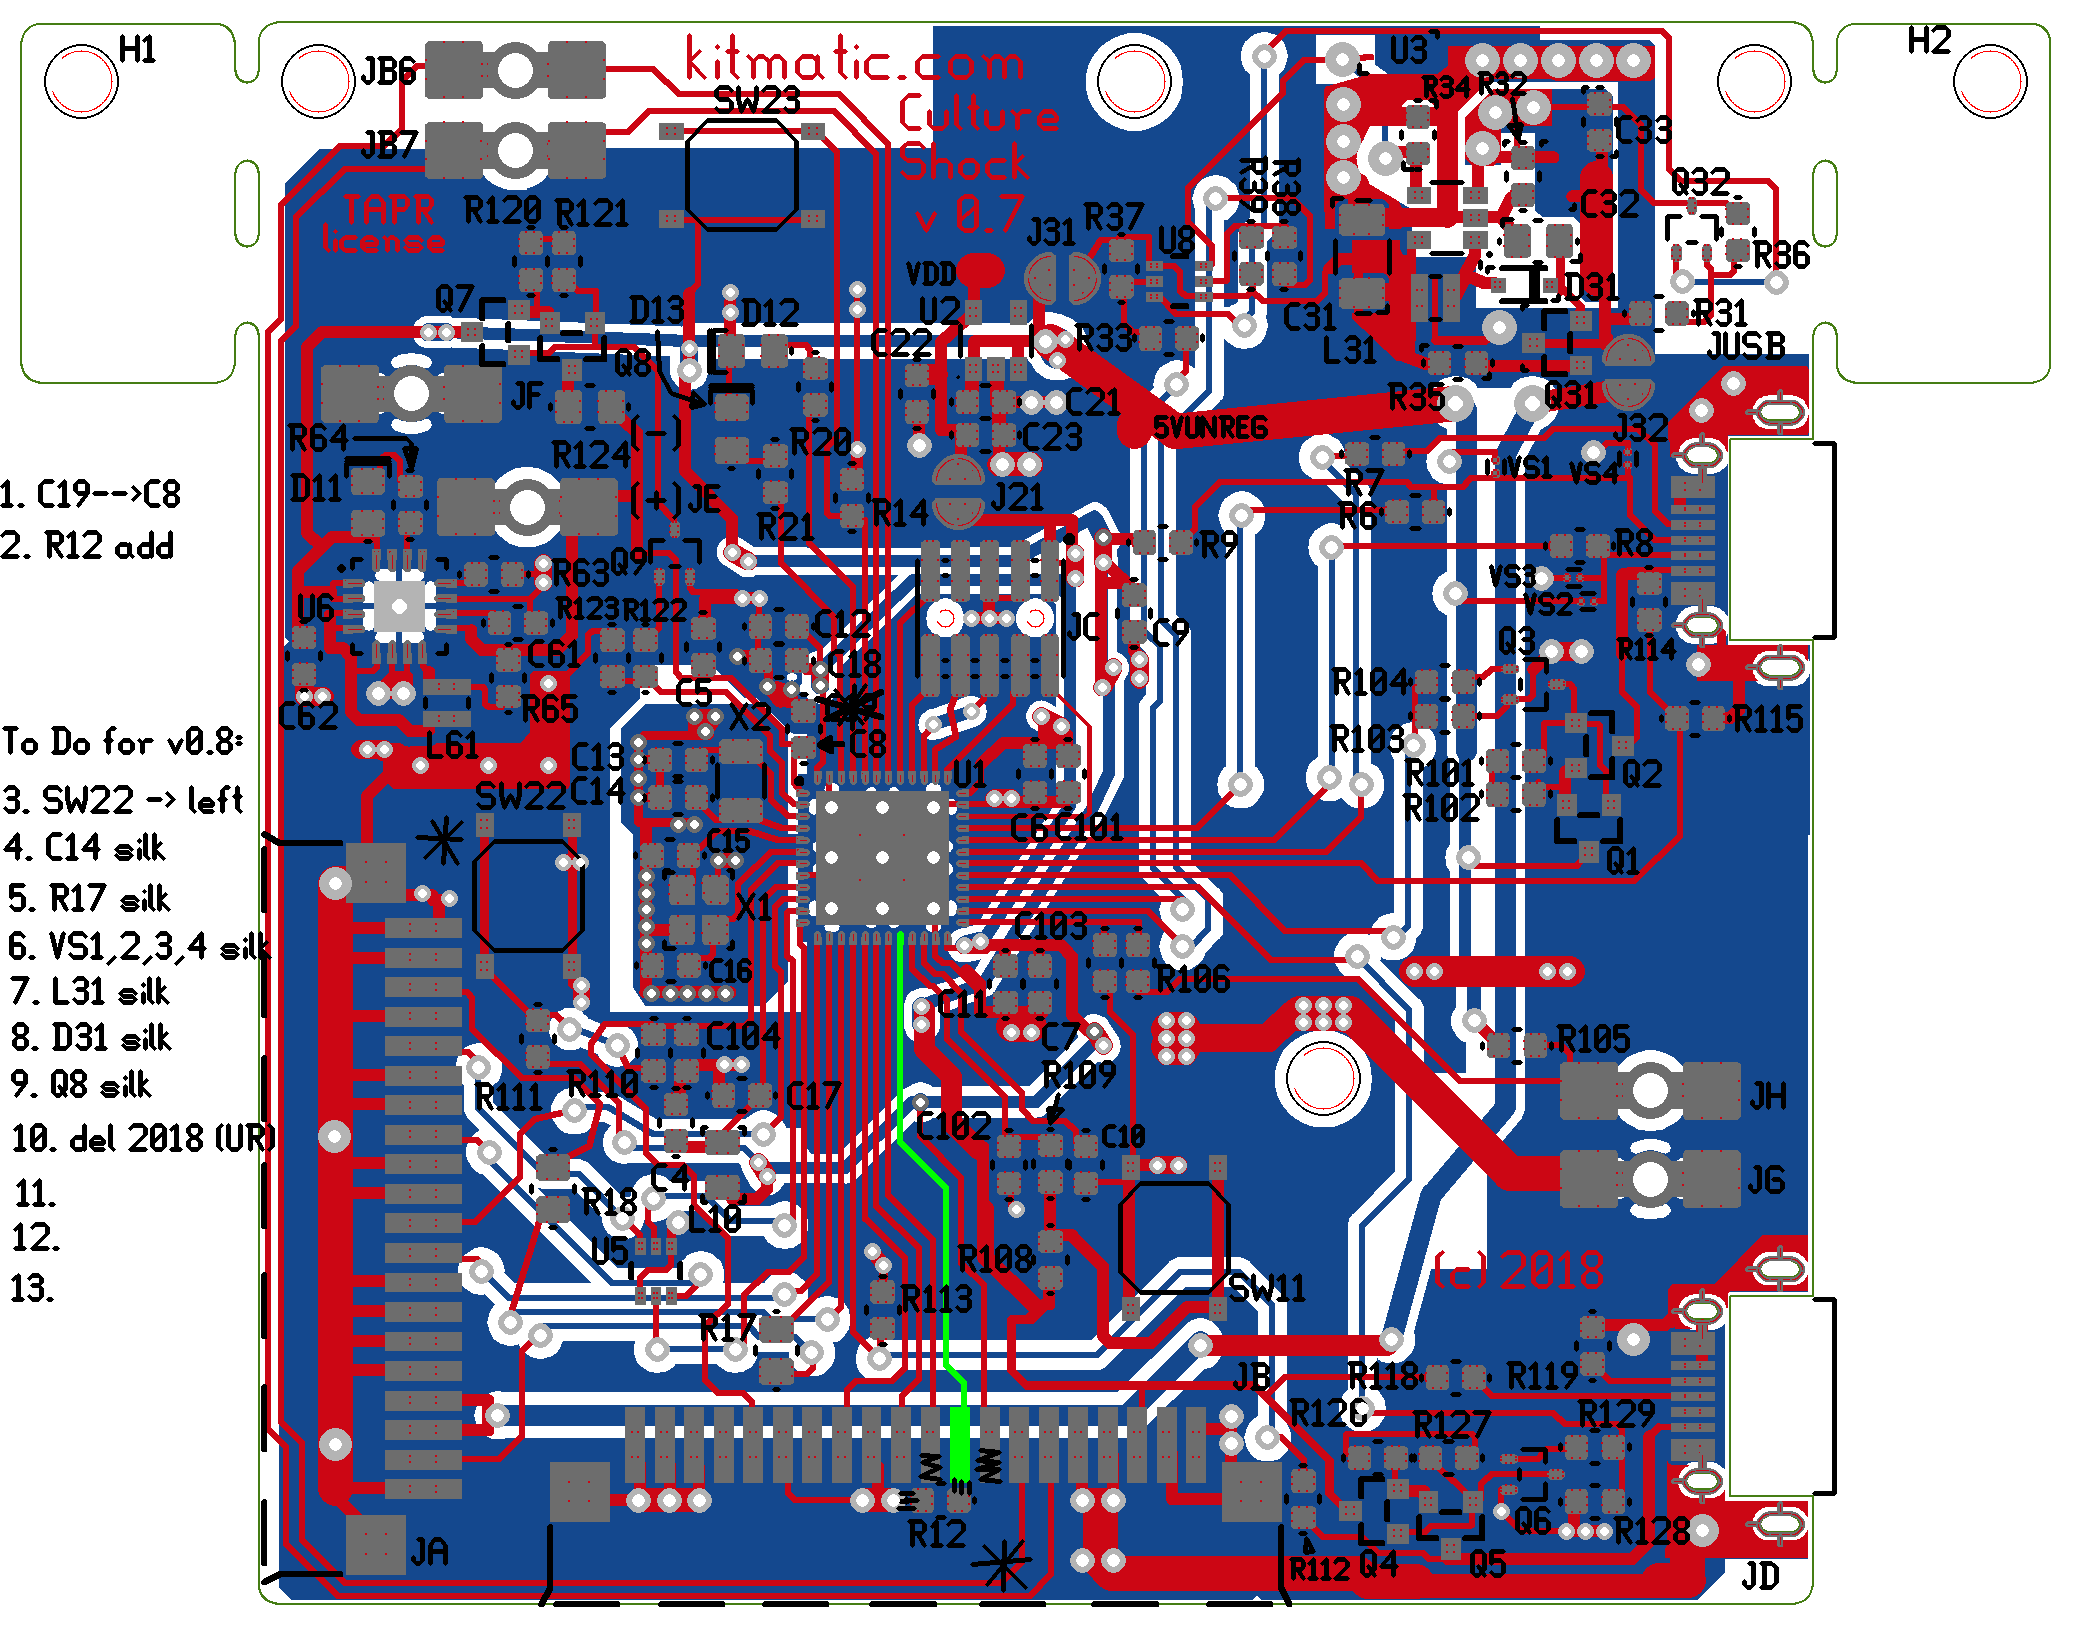 H1
H2
JB6
JB7
kitmatic.com
SW23
Culture
Shock
v 0.7
TAPR
license
U3
R34
R32
C33
Q32
R36
C32
R39
R38
R37
J31
U8
VDD
U2
R120
R121
Q7
D13
D12
Q8
C22
R33
C31
L31
D31
R31
JUSB
JF
R64
D11
R124
(-)
(+)
JE
R20
R21
R14
C21
C23
J21
5VUNREG
R35
Q31
J32
VS1
VS4
R7
R6
R9
R8
VS3
VS2
1. C19-->C8
2. R12 add
U6
R63
Q9
R123
R122
C61
C62
R65
L61
C12
C18
C5
X2
C8
JC
C9
Q3
R114
R104
R103
R115
R101
R102
Q2
Q1
To Do for v0.8:
3. SW22 -> left
4. C14 silk
5. R17 silk
6. VS1,2,3,4 silk
7. L31 silk
8. D31 silk
9. Q8 silk
10. del 2018 (UR)
11.
12.
13.
SW22
C13
C14
C15
X1
C16
U1
C6
C101
C103
R106
C11
C7
R109
R105
JH
JG
C104
R111
R110
C17
C102
C10
C4
R18
L10
U5
R108
SW11
(c) 2018
R17
R113
JB
R118
R119
R126
R127
R129
R12
R112
Q4
Q5
Q6
R128
JA
JD